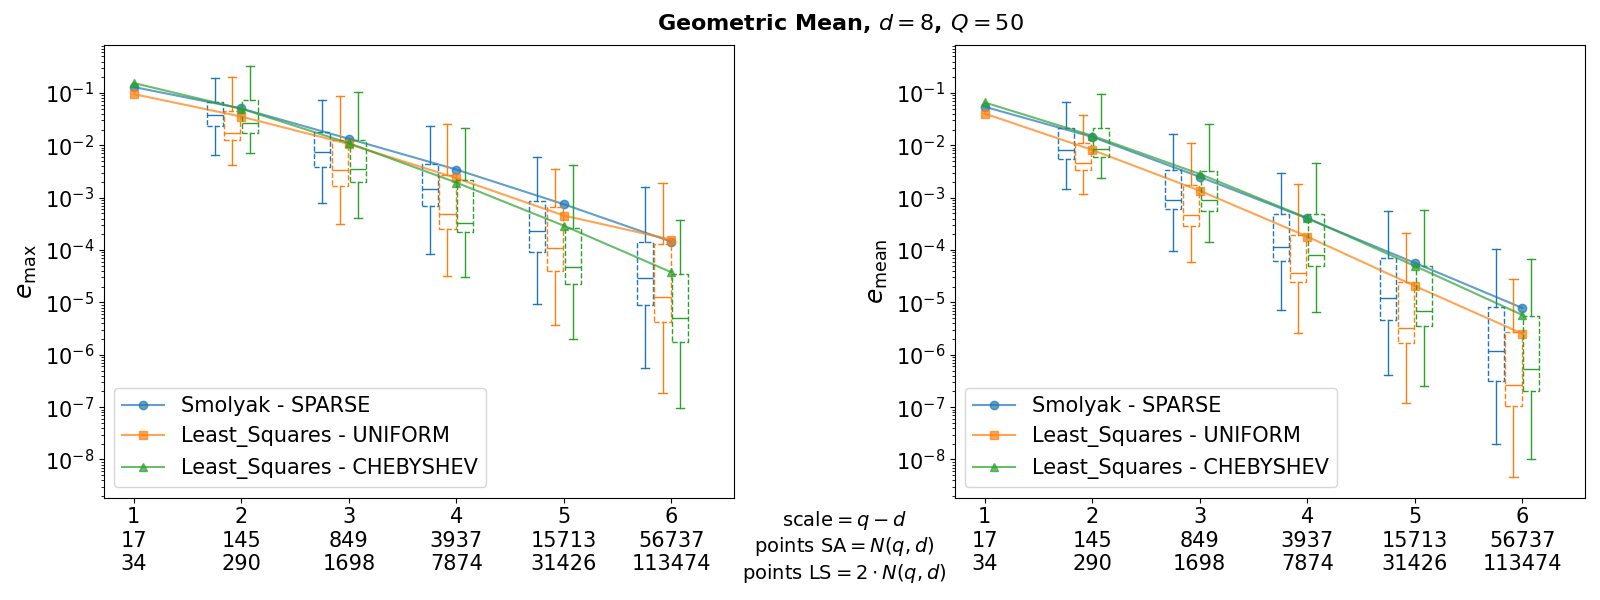 Geometric Mean, d = 8, Q = 50
10⁻¹
10⁻²
10⁻³
10⁻⁴
10⁻⁵
10⁻⁶
10⁻⁷
10⁻⁸
e_max
Smolyak - SPARSE
Least_Squares - UNIFORM
Least_Squares - CHEBYSHEV
1 2 3 4 5 6
17 145 849 3937 15713 56737
34 290 1698 7874 31426 113474
scale = q − d
points SA = N(q, d)
points LS = 2 · N(q, d)
10⁻¹
10⁻²
10⁻³
10⁻⁴
10⁻⁵
10⁻⁶
10⁻⁷
10⁻⁸
e_mean
Smolyak - SPARSE
Least_Squares - UNIFORM
Least_Squares - CHEBYSHEV
1 2 3 4 5 6
17 145 849 3937 15713 56737
34 290 1698 7874 31426 113474